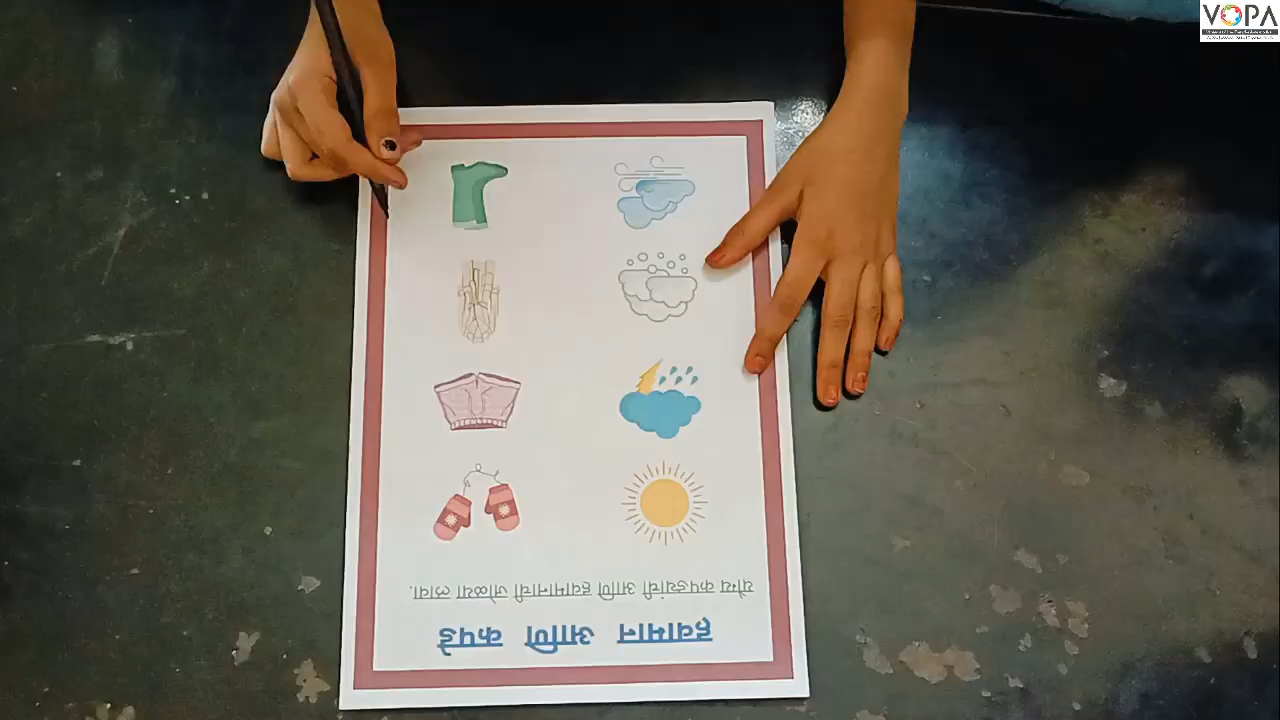 हवामान आणि कपडे
योग्य कपड्यांची आणि हवामानाची जोळ्या लावा.
VOPA